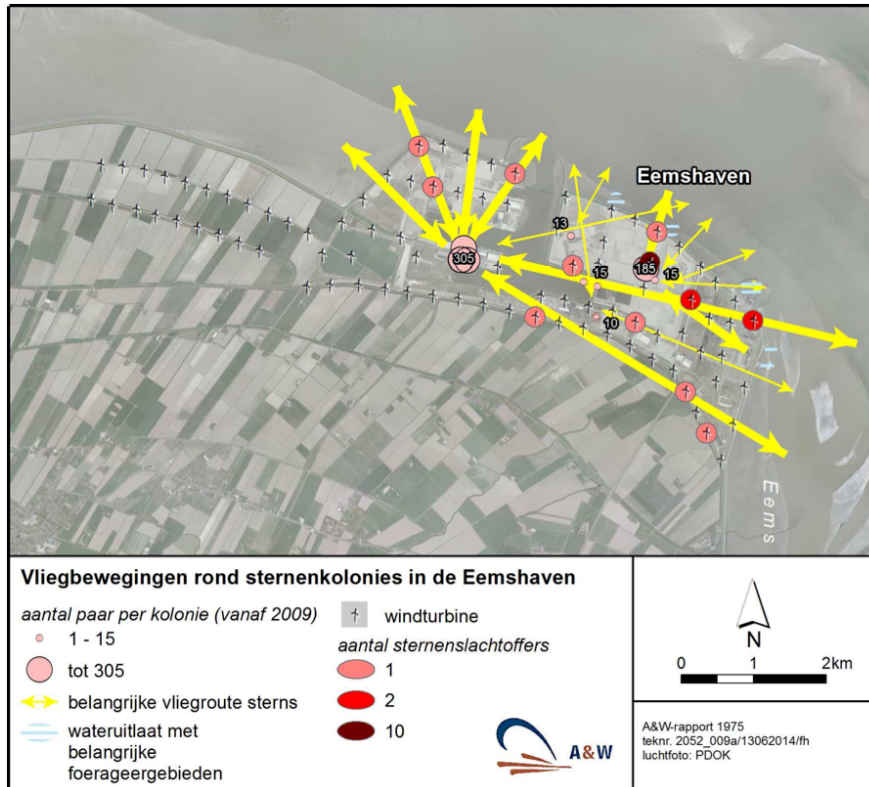 Eemshaven
13
305
185
15
15
10
Eems
Vliegbewegingen rond sternenkolonies in de Eemshaven
aantal paar per kolonie (vanaf 2009)
1 - 15
tot 305
belangrijke vliegroute sterns
wateruitlaat met
belangrijke
foerageergebieden
windturbine
aantal sternenslachtoffers
1
2
10
A&W
N
0 1 2km
A&W-rapport 1975
teknr. 2052_009a/13062014/fh
luchtfoto: PDOK